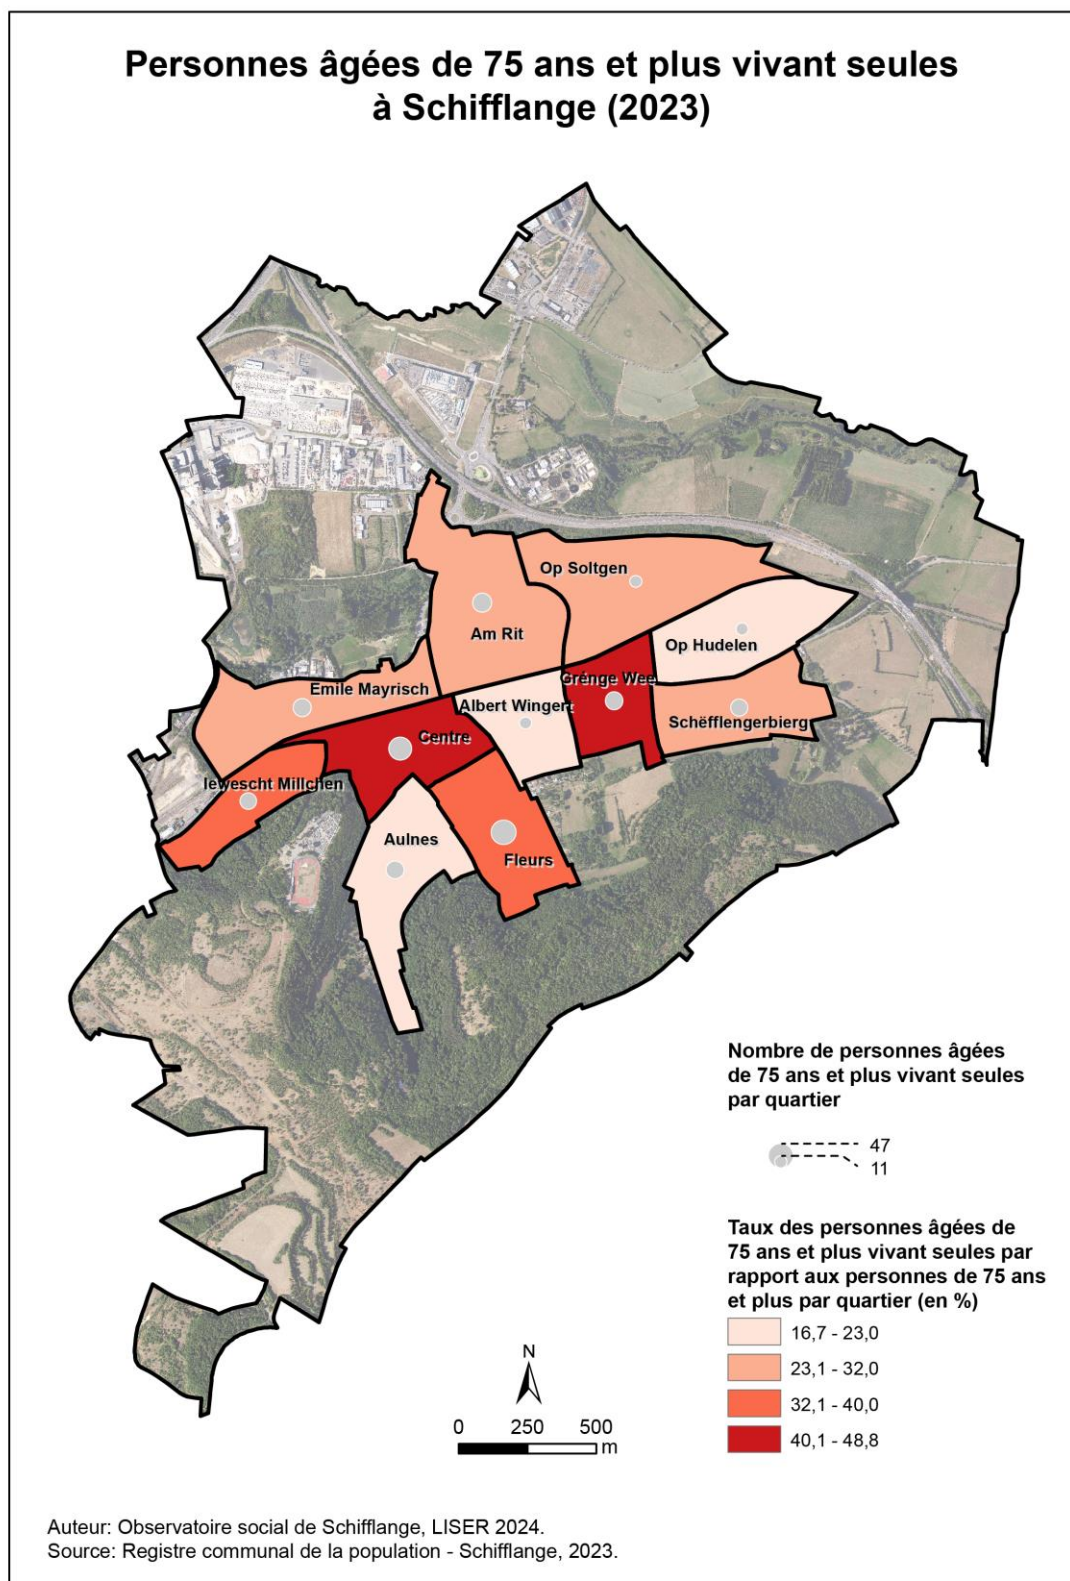 Personnes âgées de 75 ans et plus vivant seules
à Schifflange (2023)
Op Soltgen
Am Rit
Op Hudelen
Emile Mayrisch
Grénge Wee
Albert Wingert
Schëfflengerbierg
Centre
Iewescht Millchen
Aulnes
Fleurs
Nombre de personnes âgées
de 75 ans et plus vivant seules
par quartier
47
11
Taux des personnes âgées de
75 ans et plus vivant seules par
rapport aux personnes de 75 ans
et plus par quartier (en %)
16,7 - 23,0
23,1 - 32,0
32,1 - 40,0
40,1 - 48,8
N
0 250 500
m
Auteur: Observatoire social de Schifflange, LISER 2024.
Source: Registre communal de la population - Schifflange, 2023.